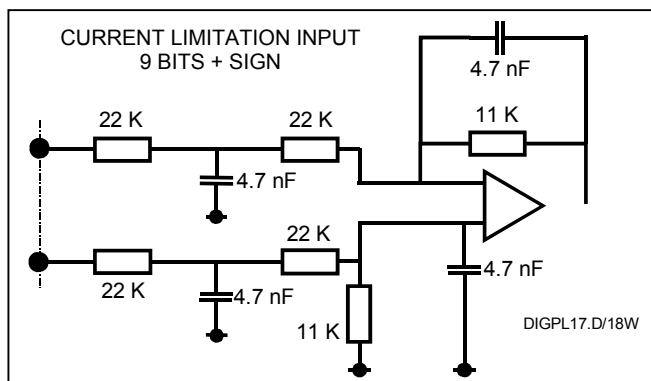 CURRENT LIMITATION INPUT
9 BITS + SIGN
4.7 nF
22 K
22 K
11 K
4.7 nF
22 K
22 K
4.7 nF
4.7 nF
11 K
DIGPL17.D/18W